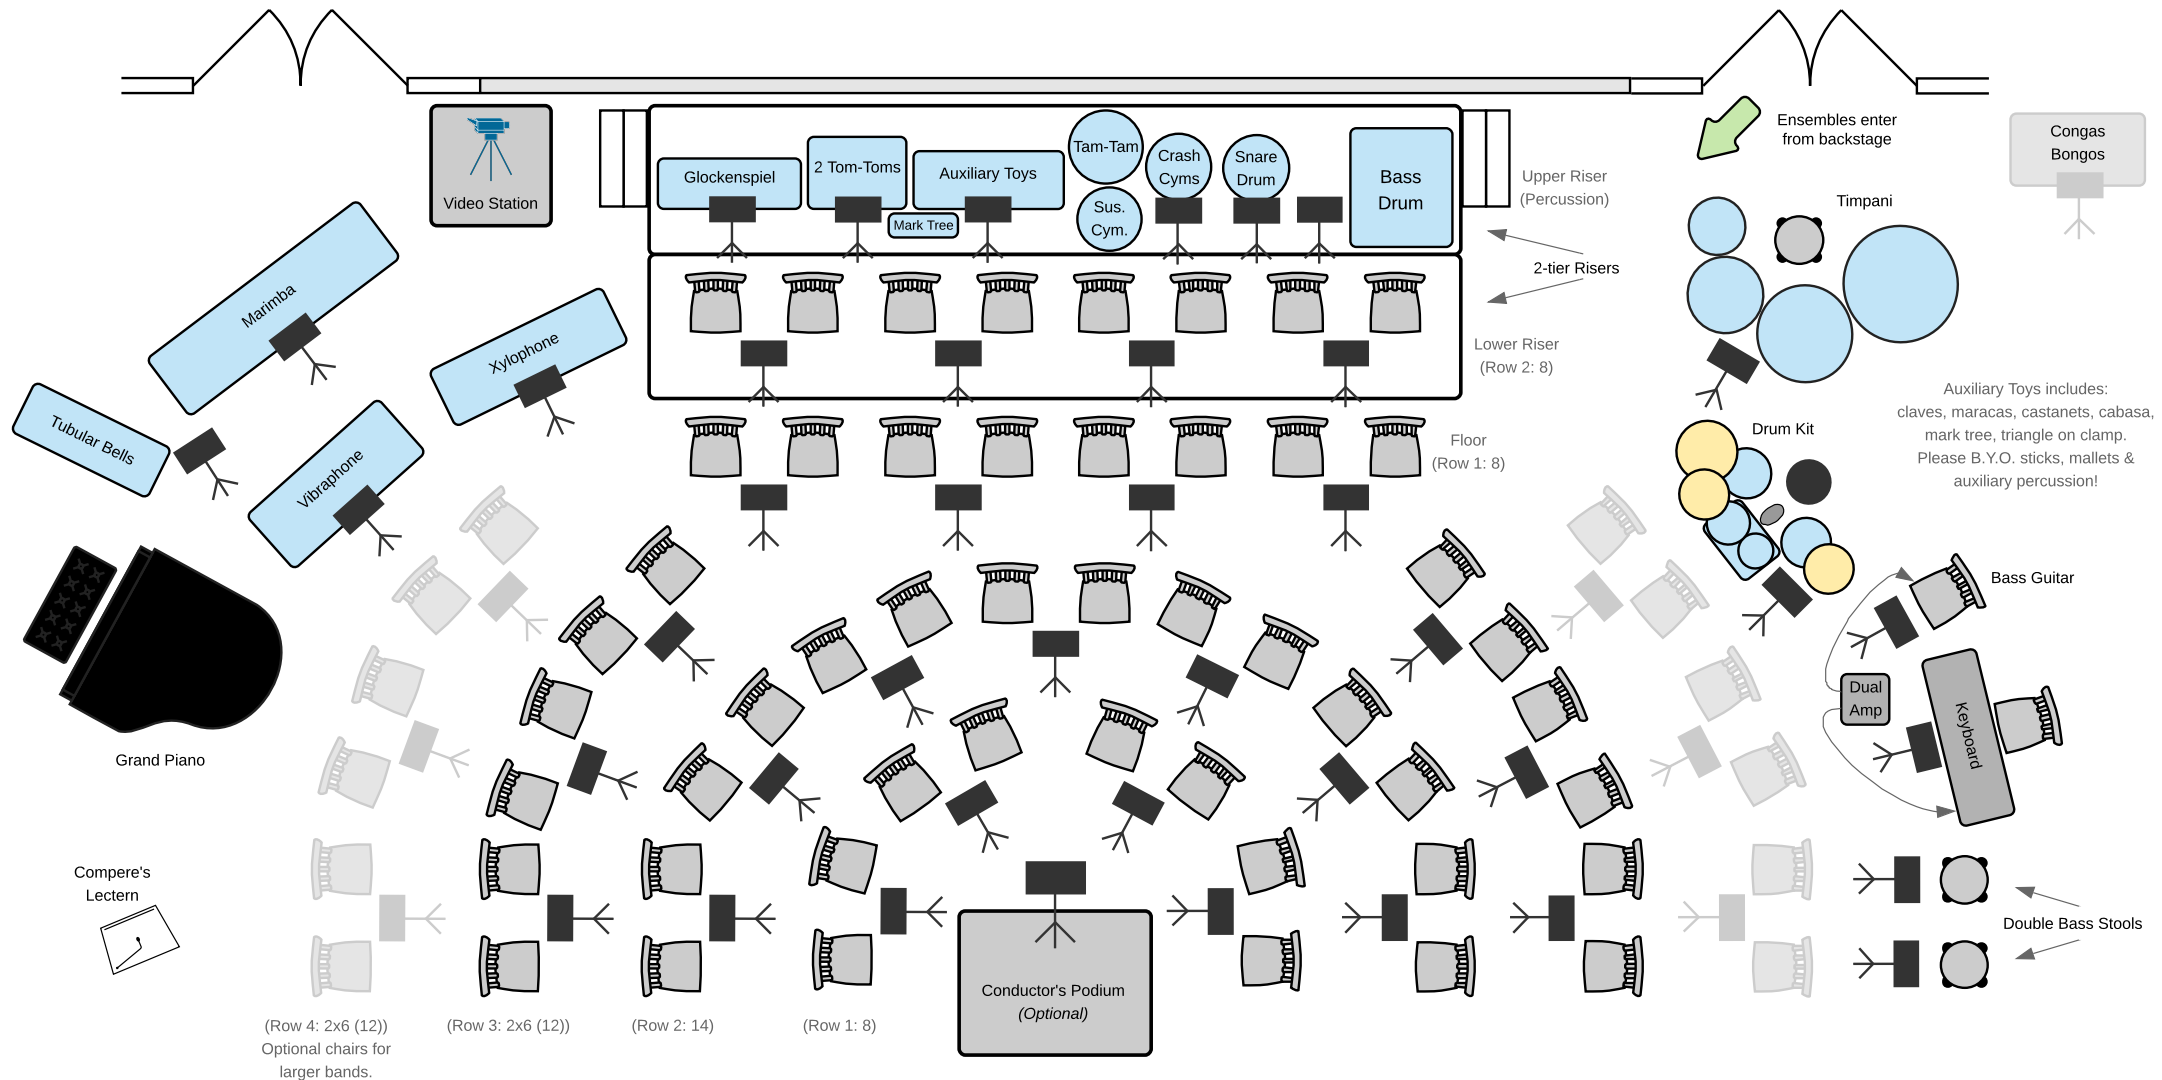 Ensembles enter
from backstage
Congas
Bongos
Video Station
Glockenspiel
2 Tom-Toms
Auxiliary Toys
Mark Tree
Tam-Tam
Sus.
Cym.
Crash
Cyms
Snare
Drum
Bass
Drum
Upper Riser
(Percussion)
2-tier Risers
Timpani
Lower Riser
(Row 2: 8)
Marimba
Xylophone
Tubular Bells
Vibraphone
Floor
(Row 1: 8)
Auxiliary Toys includes:
claves, maracas, castanets, cabasa,
mark tree, triangle on clamp.
Please B.Y.O. sticks, mallets &
auxiliary percussion!
Drum Kit
Bass Guitar
Dual
Amp
Keyboard
Grand Piano
Compere's
Lectern
Double Bass Stools
Conductor's Podium
(Optional)
(Row 4: 2x6 (12))
Optional chairs for
larger bands.
(Row 3: 2x6 (12))
(Row 2: 14)
(Row 1: 8)